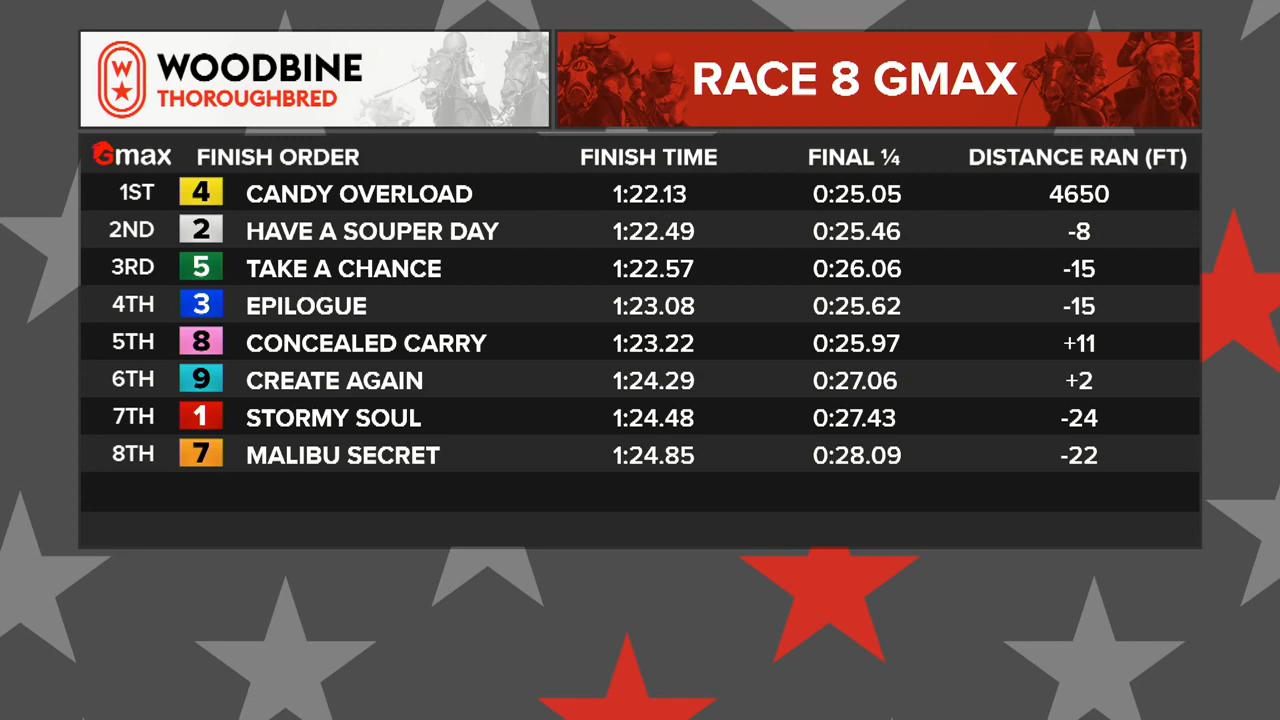 W
WOODBINE
THOROUGHBRED
RACE 8 GMAX
Gmax FINISH ORDER FINISH TIME FINAL ¼ DISTANCE RAN (FT)
1ST 4 CANDY OVERLOAD 1:22.13 0:25.05 4650
2ND 2 HAVE A SOUPER DAY 1:22.49 0:25.46 -8
3RD 5 TAKE A CHANCE 1:22.57 0:26.06 -15
4TH 3 EPILOGUE 1:23.08 0:25.62 -15
5TH 8 CONCEALED CARRY 1:23.22 0:25.97 +11
6TH 9 CREATE AGAIN 1:24.29 0:27.06 +2
7TH 1 STORMY SOUL 1:24.48 0:27.43 -24
8TH 7 MALIBU SECRET 1:24.85 0:28.09 -22